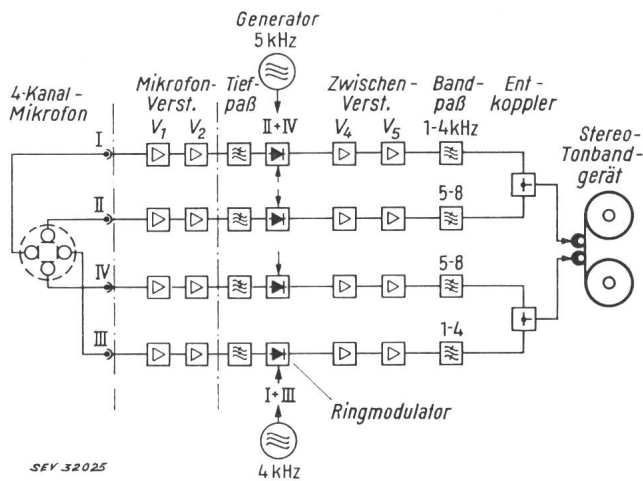 Generator
5 kHz
4-Kanal-
Mikrofon
Mikrofon-
Verst.
V1 V2
Tief-
paß
II+IV
Zwischen-
Verst.
V4 V5
Band-
paß
1-4kHz
Ent-
koppler
Stereo-
Tonband-
gerät
I
II
5-8
IV
5-8
III
1-4
I+III
Ringmodulator
4 kHz
SEV 32025